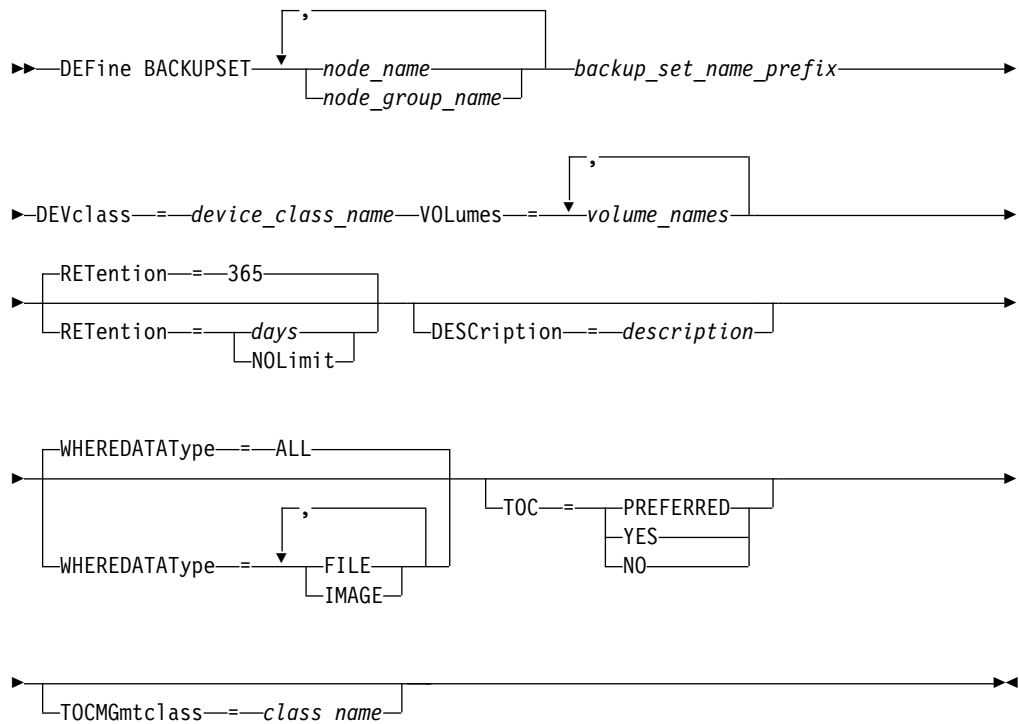 ,
DEFine BACKUPSET node_name backup_set_name_prefix
node_group_name
,
DEVclass = device_class_name VOLumes = volume_names
RETention = 365
RETention = days
NOLimit
DESCription = description
WHEREDATAType = ALL
TOC = PREFERRED
YES
NO
,
WHEREDATAType = FILE
IMAGE
TOCMGmtclass = class_name